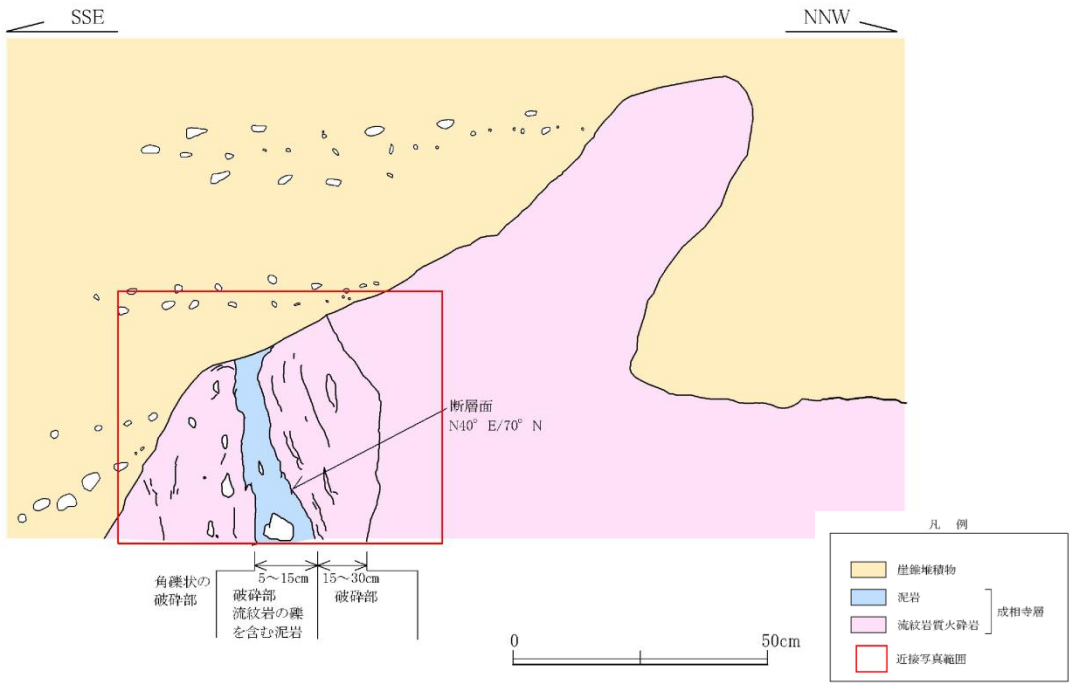 SSE
NNW
断層面
N40° E/70° N
角礫状の
破砕部
5～15cm
破砕部
流紋岩の礫
を含む泥岩
15～30cm
破砕部
0
50cm
凡 例
崖錐堆積物
泥岩
流紋岩質火砕岩
成相寺層
近接写真範囲